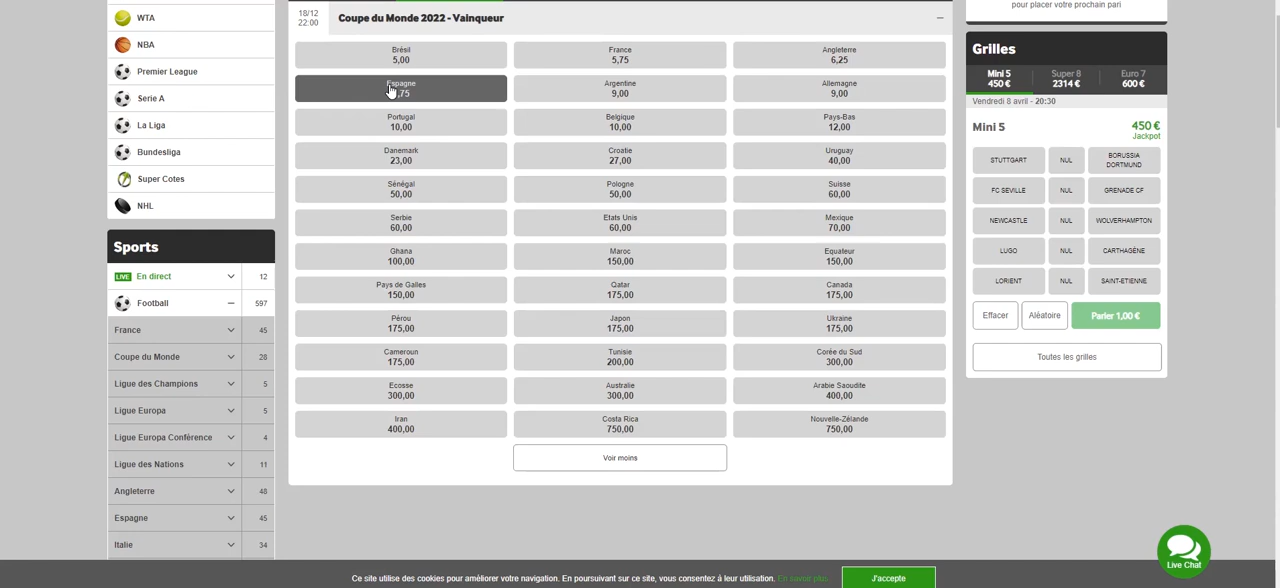 WTA
NBA
Premier League
Serie A
La Liga
Bundesliga
Super Cotes
NHL
Sports
LIVE En direct 12
Football 597
France 45
Coupe du Monde 28
Ligue des Champions 5
Ligue Europa 5
Ligue Europa Conférence 4
Ligue des Nations 11
Angleterre 48
Espagne 45
Italie 34
18/12
22:00
Coupe du Monde 2022 - Vainqueur
Brésil
5,00
France
5,75
Angleterre
6,25
Espagne
,75
Argentine
9,00
Allemagne
9,00
Portugal
10,00
Belgique
10,00
Pays-Bas
12,00
Danemark
23,00
Croatie
27,00
Uruguay
40,00
Sénégal
50,00
Pologne
50,00
Suisse
60,00
Serbie
60,00
Etats Unis
60,00
Mexique
70,00
Ghana
100,00
Maroc
150,00
Equateur
150,00
Pays de Galles
150,00
Qatar
175,00
Canada
175,00
Pérou
175,00
Japon
175,00
Ukraine
175,00
Cameroun
175,00
Tunisie
200,00
Corée du Sud
300,00
Ecosse
300,00
Australie
300,00
Arabie Saoudite
400,00
Iran
400,00
Costa Rica
750,00
Nouvelle-Zélande
750,00
Voir moins
pour placer votre prochain pari
Grilles
Mini 5
450 €
Super 8
2314 €
Euro 7
600 €
Vendredi 8 avril - 20:30
Mini 5
450 €
Jackpot
STUTTGART NUL BORUSSIA DORTMUND
FC SEVILLE NUL GRENADE CF
NEWCASTLE NUL WOLVERHAMPTON
LUGO NUL CARTHAGÈNE
LORIENT NUL SAINT-ETIENNE
Effacer Aléatoire Parier 1,00 €
Toutes les grilles
Live Chat
Ce site utilise des cookies pour améliorer votre navigation. En poursuivant sur ce site, vous consentez à leur utilisation. En savoir plus.
J'accepte